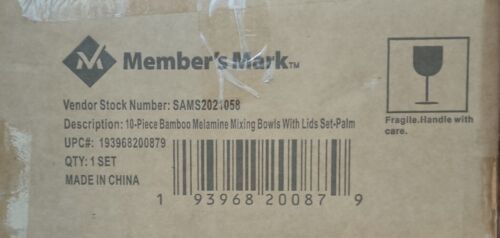 Member's Mark™
Vendor Stock Number: SAMS2021058
Description: 10-Piece Bamboo Melamine Mixing Bowls With Lids Set-Palm
UPC#: 193968200879
QTY: 1 SET
MADE IN CHINA
1 93968 20087 9
Fragile.Handle with
care.